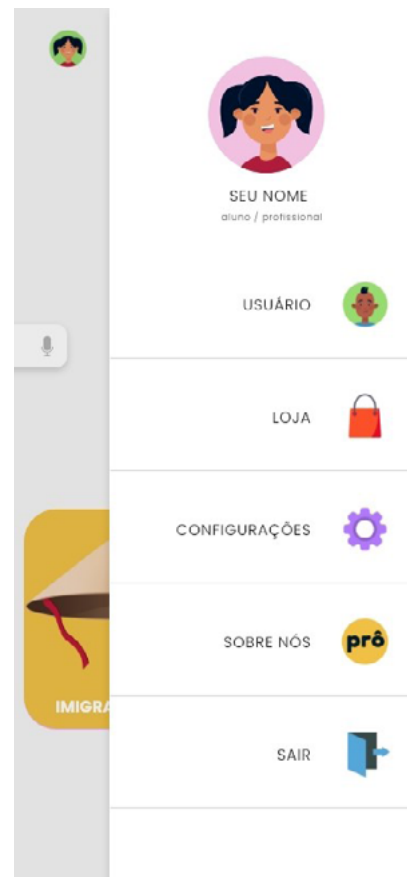 SEU NOME
aluno / profissional
USUÁRIO
LOJA
CONFIGURAÇÕES
SOBRE NÓS
prô
IMIGRA
SAIR